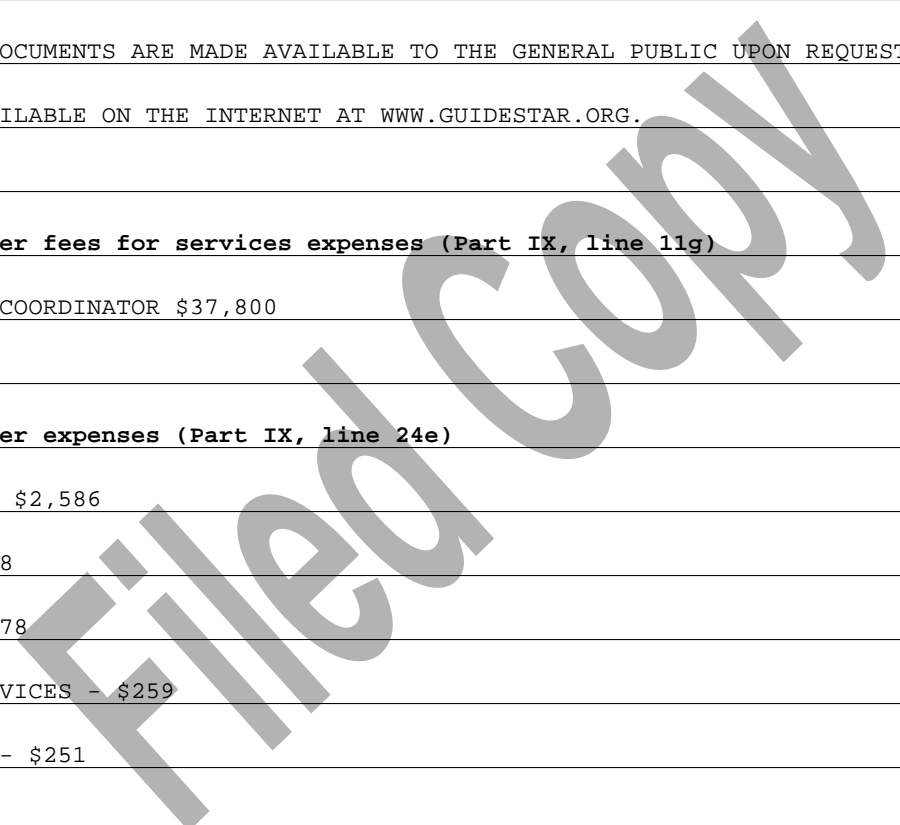 OCUMENTS ARE MADE AVAILABLE TO THE GENERAL PUBLIC UPON REQUEST
ILABLE ON THE INTERNET AT WWW.GUIDESTAR.ORG.
er fees for services expenses (Part IX, line 11g)
COORDINATOR $37,800
er expenses (Part IX, line 24e)
$2,586
8
78
VICES - $259
- $251
Filed Copy